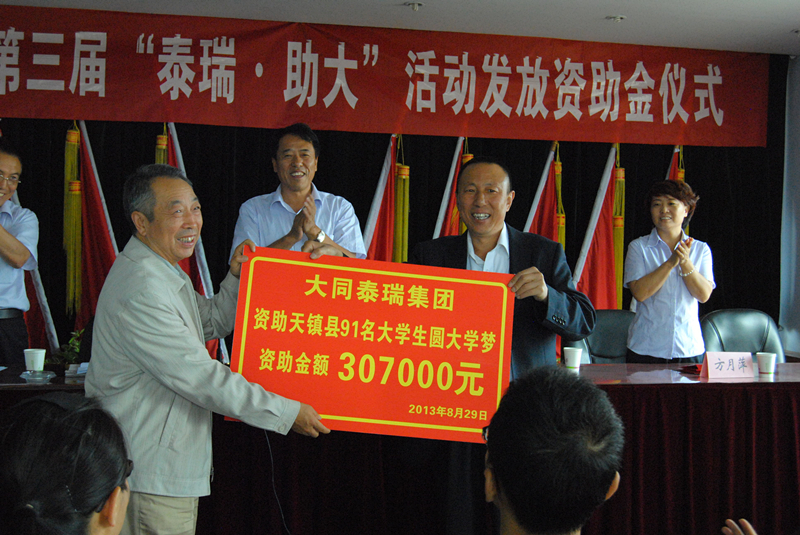 第三届“泰瑞·助大”活动发放资助金仪式
大同泰瑞集团
资助天镇县91名大学生圆大学梦
资助金额 307000元
2013年8月29日
方月萍